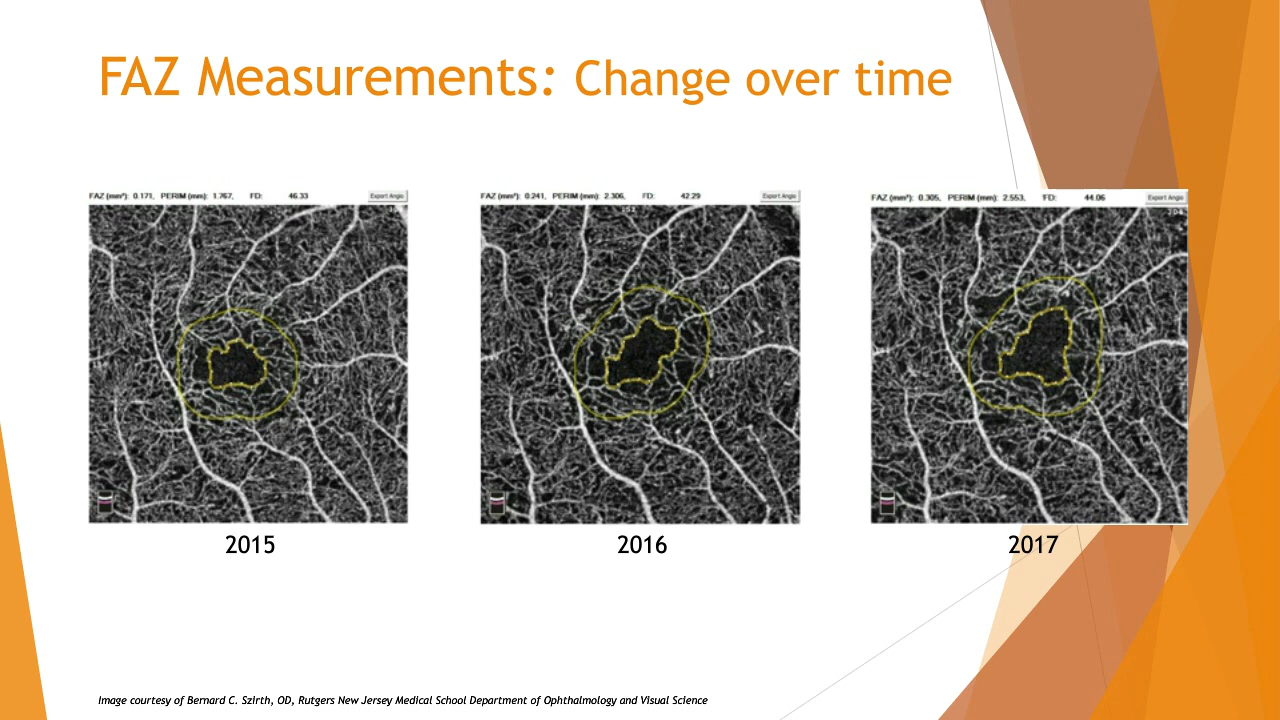 FAZ Measurements: Change over time
FAZ (mm²): 0.171, PERIM (mm): 1.767, FD: 46.33 Export Angio
FAZ (mm²): 0.241, PERIM (mm): 2.306, FD: 42.29 Export Angio
FAZ (mm²): 0.305, PERIM (mm): 2.553, FD: 44.06 Export Angio
2015
2016
2017
Image courtesy of Bernard C. Szirth, OD, Rutgers New Jersey Medical School Department of Ophthalmology and Visual Science